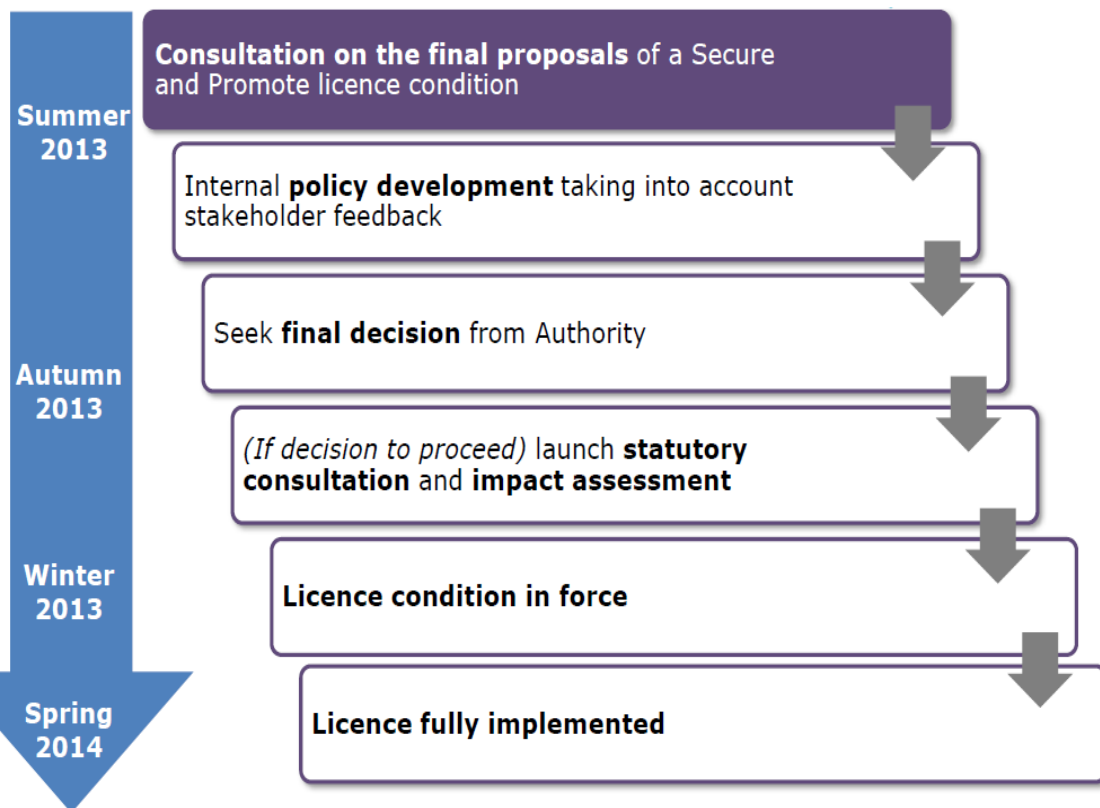 Consultation on the final proposals of a Secure
and Promote licence condition
Summer
2013
Internal policy development taking into account
stakeholder feedback
Seek final decision from Authority
Autumn
2013
(If decision to proceed) launch statutory
consultation and impact assessment
Winter
2013
Licence condition in force
Spring
2014
Licence fully implemented